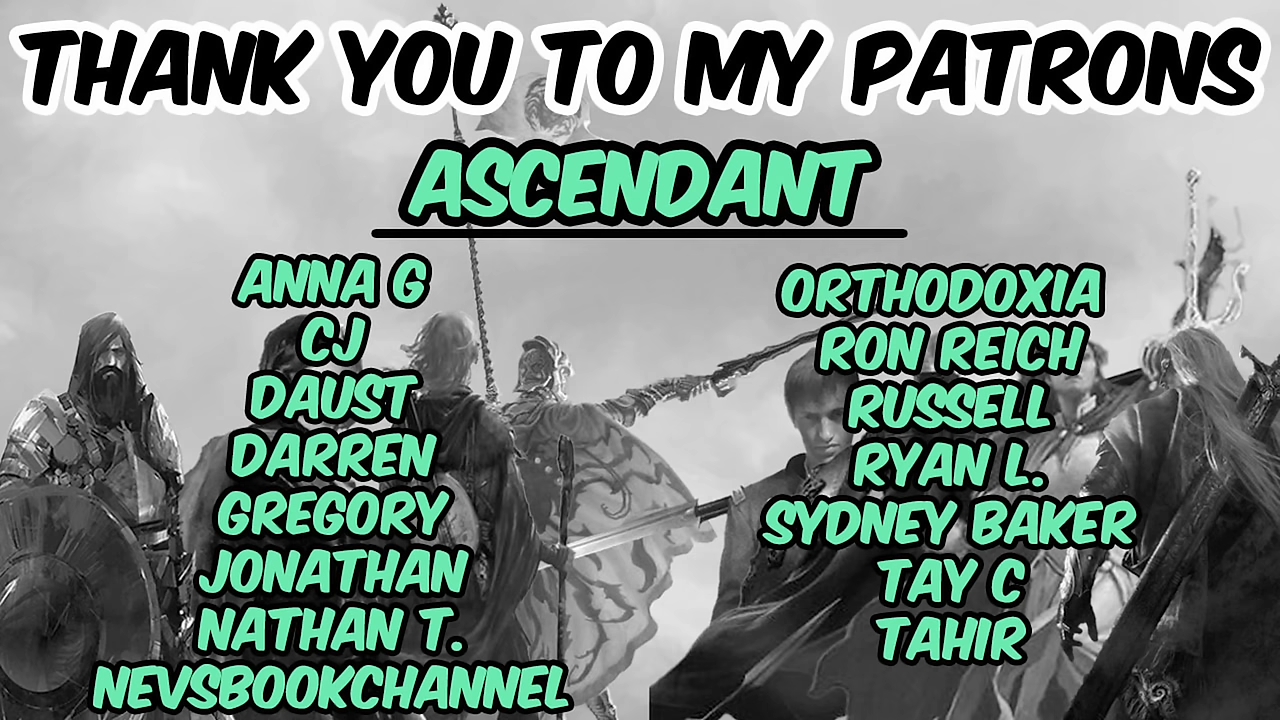 THANK YOU TO MY PATRONS
ASCENDANT
ANNA G
CJ
DAUST
DARREN
GREGORY
JONATHAN
NATHAN T.
NEVSBOOKCHANNEL
ORTHODOXIA
RON REICH
RUSSELL
RYAN L.
SYDNEY BAKER
TAY C
TAHIR